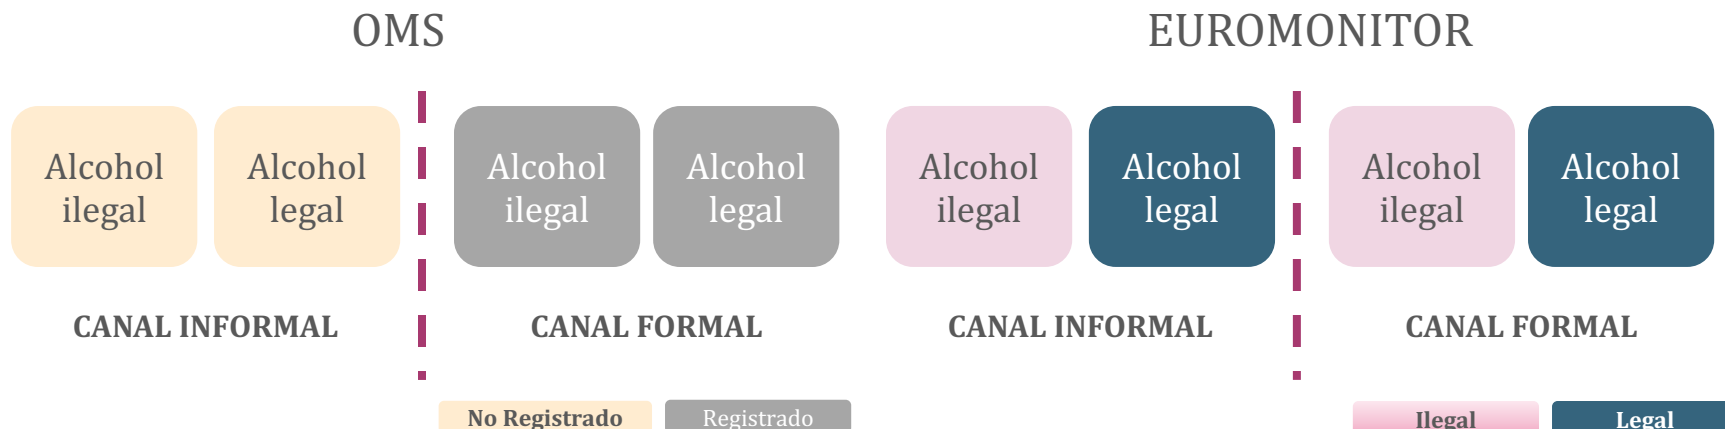 OMS
Alcohol
ilegal
Alcohol
legal
Alcohol
ilegal
Alcohol
legal
CANAL INFORMAL
CANAL FORMAL
No Registrado
Registrado
EUROMONITOR
Alcohol
ilegal
Alcohol
legal
Alcohol
ilegal
Alcohol
legal
CANAL INFORMAL
CANAL FORMAL
Ilegal
Legal